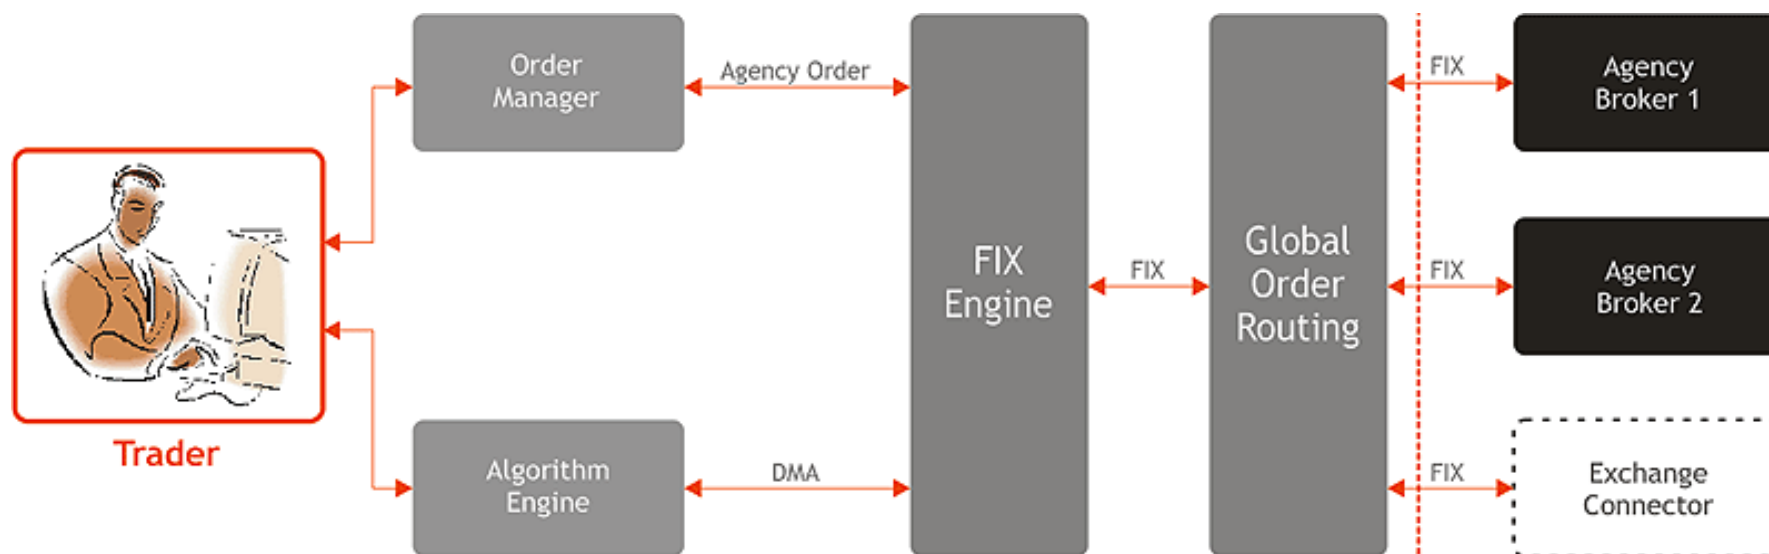 Order
Manager
Agency Order
FIX
Agency
Broker 1
FIX
Engine
FIX
Global
Order
Routing
FIX
Agency
Broker 2
Trader
Algorithm
Engine
DMA
FIX
Exchange
Connector